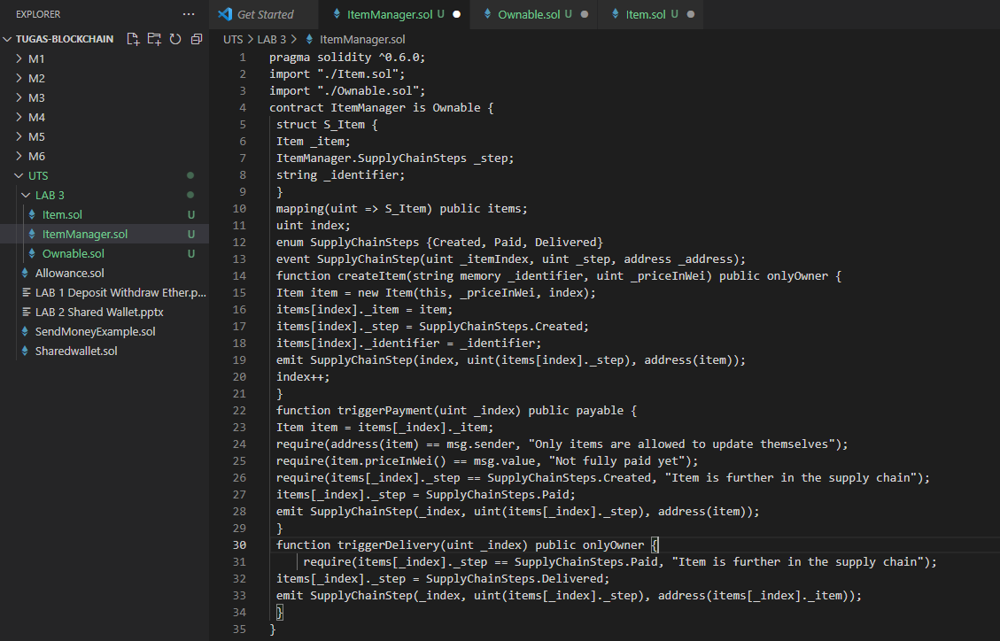 EXPLORER
...
TUGAS-BLOCKCHAIN
M1
M2
M3
M4
M5
M6
UTS
LAB 3
Item.sol U
ItemManager.sol U
Ownable.sol U
Allowance.sol
LAB 1 Deposit Withdraw Ether.p...
LAB 2 Shared Wallet.pptx
SendMoneyExample.sol
Sharedwallet.sol
Get Started
ItemManager.sol U
Ownable.sol U
Item.sol U
UTS > LAB 3 > ItemManager.sol
1 pragma solidity ^0.6.0;
2 import "./Item.sol";
3 import "./Ownable.sol";
4 contract ItemManager is Ownable {
5 struct S_Item {
6 Item _item;
7 ItemManager.SupplyChainSteps _step;
8 string _identifier;
9 }
10 mapping(uint => S_Item) public items;
11 uint index;
12 enum SupplyChainSteps {Created, Paid, Delivered}
13 event SupplyChainStep(uint _itemIndex, uint _step, address _address);
14 function createItem(string memory _identifier, uint _priceInWei) public onlyOwner {
15 Item item = new Item(this, _priceInWei, index);
16 items[index]._item = item;
17 items[index]._step = SupplyChainSteps.Created;
18 items[index]._identifier = _identifier;
19 emit SupplyChainStep(index, uint(items[index]._step), address(item));
20 index++;
21 }
22 function triggerPayment(uint _index) public payable {
23 Item item = items[_index]._item;
24 require(address(item) == msg.sender, "Only items are allowed to update themselves");
25 require(item.priceInWei() == msg.value, "Not fully paid yet");
26 require(items[_index]._step == SupplyChainSteps.Created, "Item is further in the supply chain");
27 items[_index]._step = SupplyChainSteps.Paid;
28 emit SupplyChainStep(_index, uint(items[_index]._step), address(item));
29 }
30 function triggerDelivery(uint _index) public onlyOwner {
31 require(items[_index]._step == SupplyChainSteps.Paid, "Item is further in the supply chain");
32 items[_index]._step = SupplyChainSteps.Delivered;
33 emit SupplyChainStep(_index, uint(items[_index]._step), address(items[_index]._item));
34 }
35 }